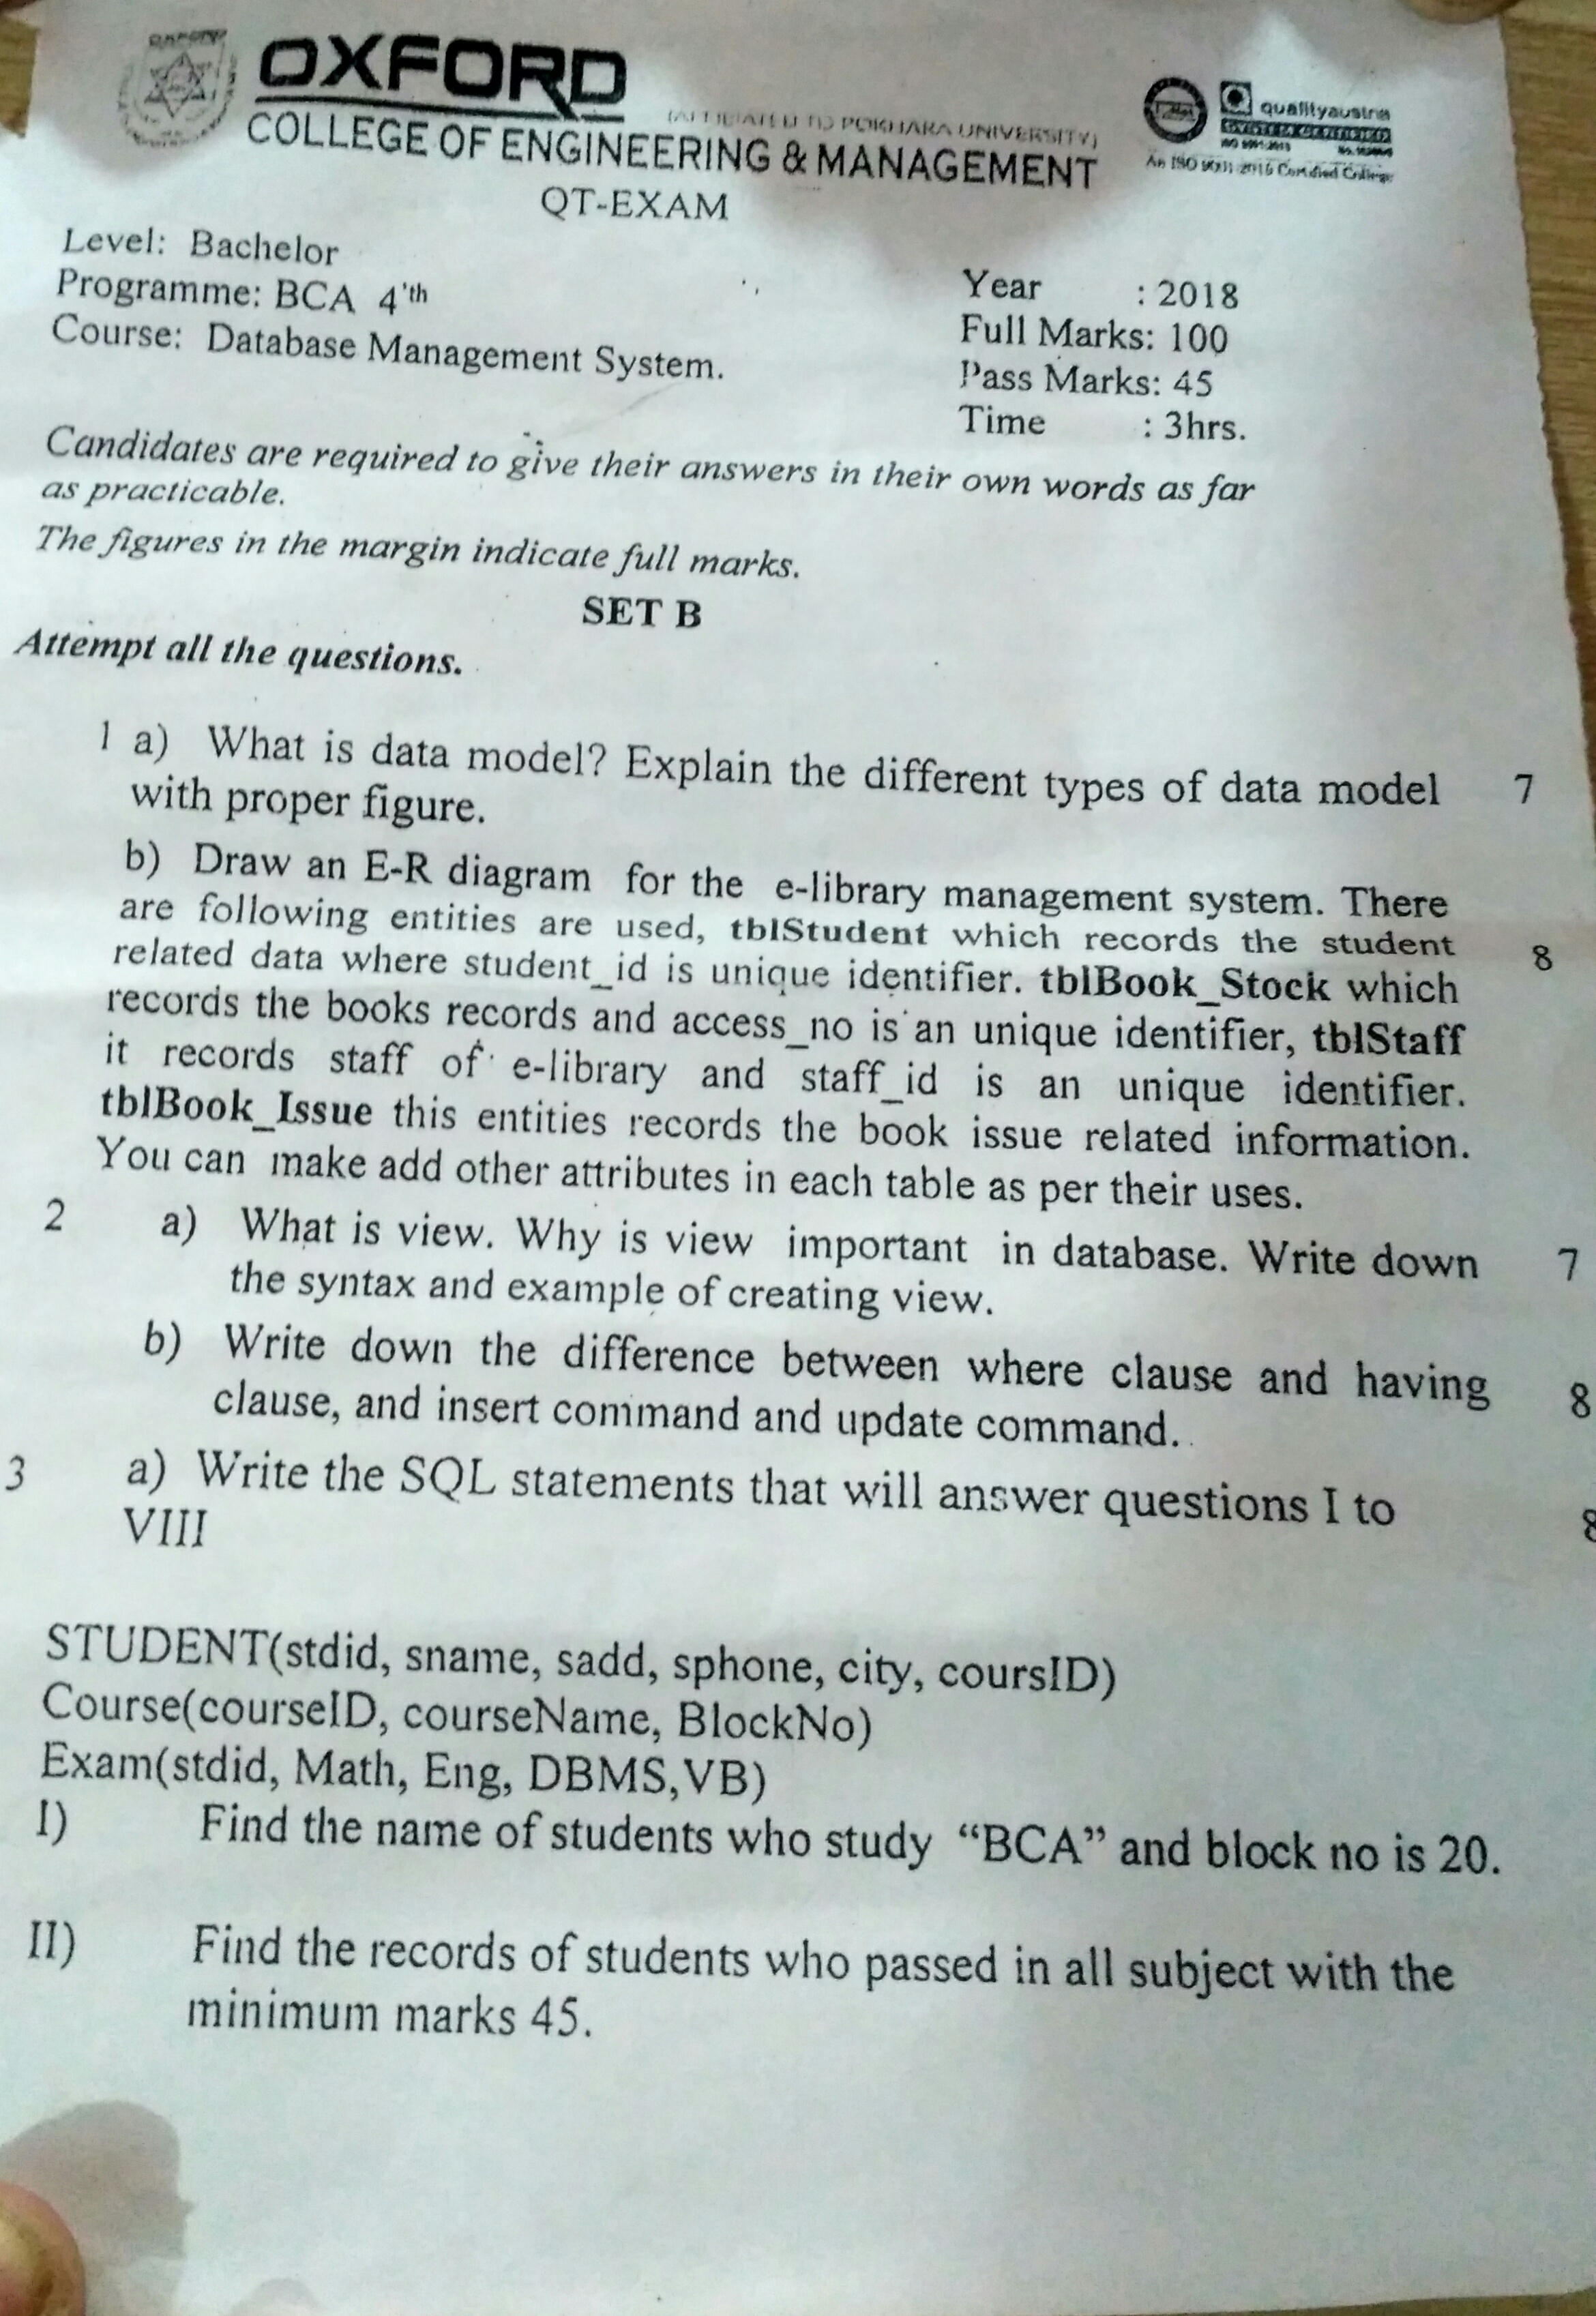 OXFORD
(AFFILIATED TO POKHARA UNIVERSITY)
COLLEGE OF ENGINEERING & MANAGEMENT
qualityaustria
SYSTEM CERTIFIED
ISO 9001:2015
An ISO 9001:2015 Certified College
QT-EXAM
Level: Bachelor
Programme: BCA 4'th
Course: Database Management System.
Year : 2018
Full Marks: 100
Pass Marks: 45
Time : 3hrs.
Candidates are required to give their answers in their own words as far
as practicable.
The figures in the margin indicate full marks.
SET B
Attempt all the questions.
1 a) What is data model? Explain the different types of data model 7
with proper figure.
b) Draw an E-R diagram for the e-library management system. There
are following entities are used, tblStudent which records the student 8
related data where student_id is unique identifier. tblBook_Stock which
records the books records and access_no is an unique identifier, tblStaff
it records staff of e-library and staff_id is an unique identifier.
tblBook_Issue this entities records the book issue related information.
You can make add other attributes in each table as per their uses.
2 a) What is view. Why is view important in database. Write down 7
the syntax and example of creating view.
b) Write down the difference between where clause and having 8
clause, and insert command and update command.
3 a) Write the SQL statements that will answer questions I to 8
VIII
STUDENT(stdid, sname, sadd, sphone, city, coursID)
Course(courseID, courseName, BlockNo)
Exam(stdid, Math, Eng, DBMS,VB)
I) Find the name of students who study “BCA” and block no is 20.
II) Find the records of students who passed in all subject with the
minimum marks 45.